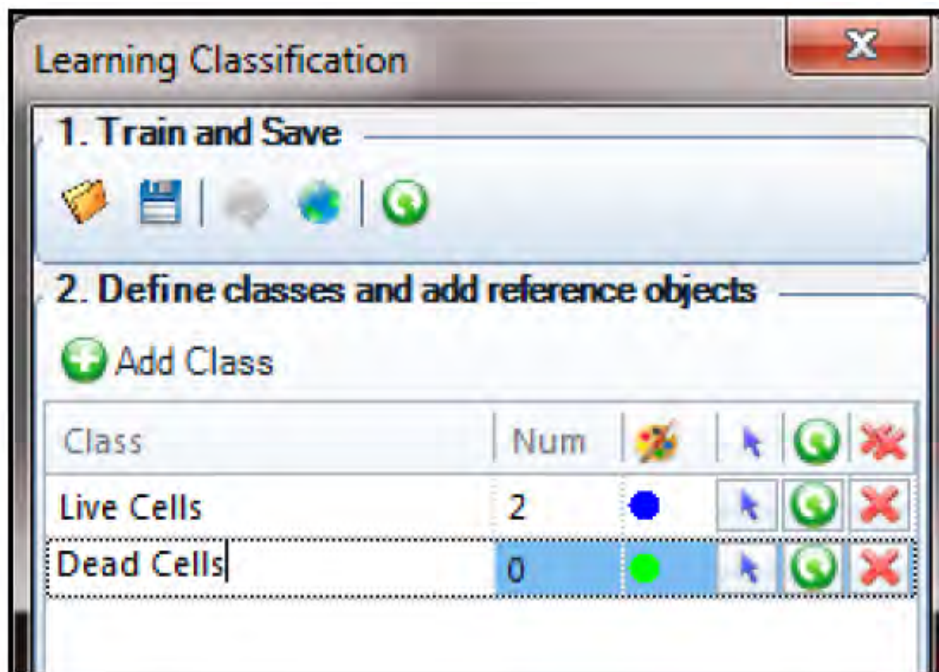 Learning Classification
1. Train and Save
2. Define classes and add reference objects
Add Class
Class Num
Live Cells 2
Dead Cells 0